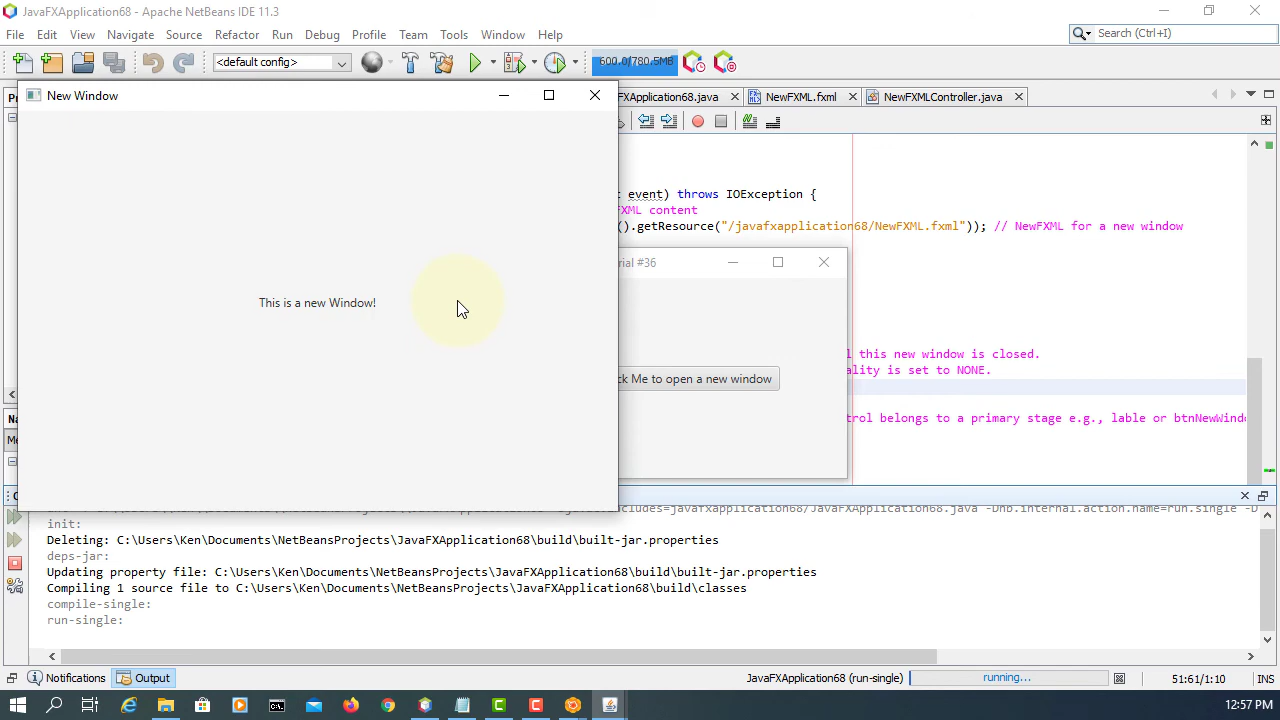 JavaFXApplication68 - Apache NetBeans IDE 11.3
File Edit View Navigate Source Refactor Run Debug Profile Team Tools Window Help
Search (Ctrl+I)
<default config>
600.0/780.5MB
New Window
FXApplication68.java NewFXML.fxml NewFXMLController.java
event) throws IOException {
FXML content
().getResource("/javafxapplication68/NewFXML.fxml")); // NewFXML for a new window
#36
This is a new Window!
this new window is closed.
is set to NONE.
Me to open a new window
belongs to a primary stage e.g., lable or
init:
Deleting: C:\Users\Ken\Documents\NetBeansProjects\JavaFXApplication68\build\built-jar.properties
deps-jar:
Updating property file: C:\Users\Ken\Documents\NetBeansProjects\JavaFXApplication68\build\built-jar.properties
Compiling 1 source file to C:\Users\Ken\Documents\NetBeansProjects\JavaFXApplication68\build\classes
compile-single:
run-single:
Notifications Output
JavaFXApplication68 (run-single) running... 51:61/1:10 INS
12:57 PM